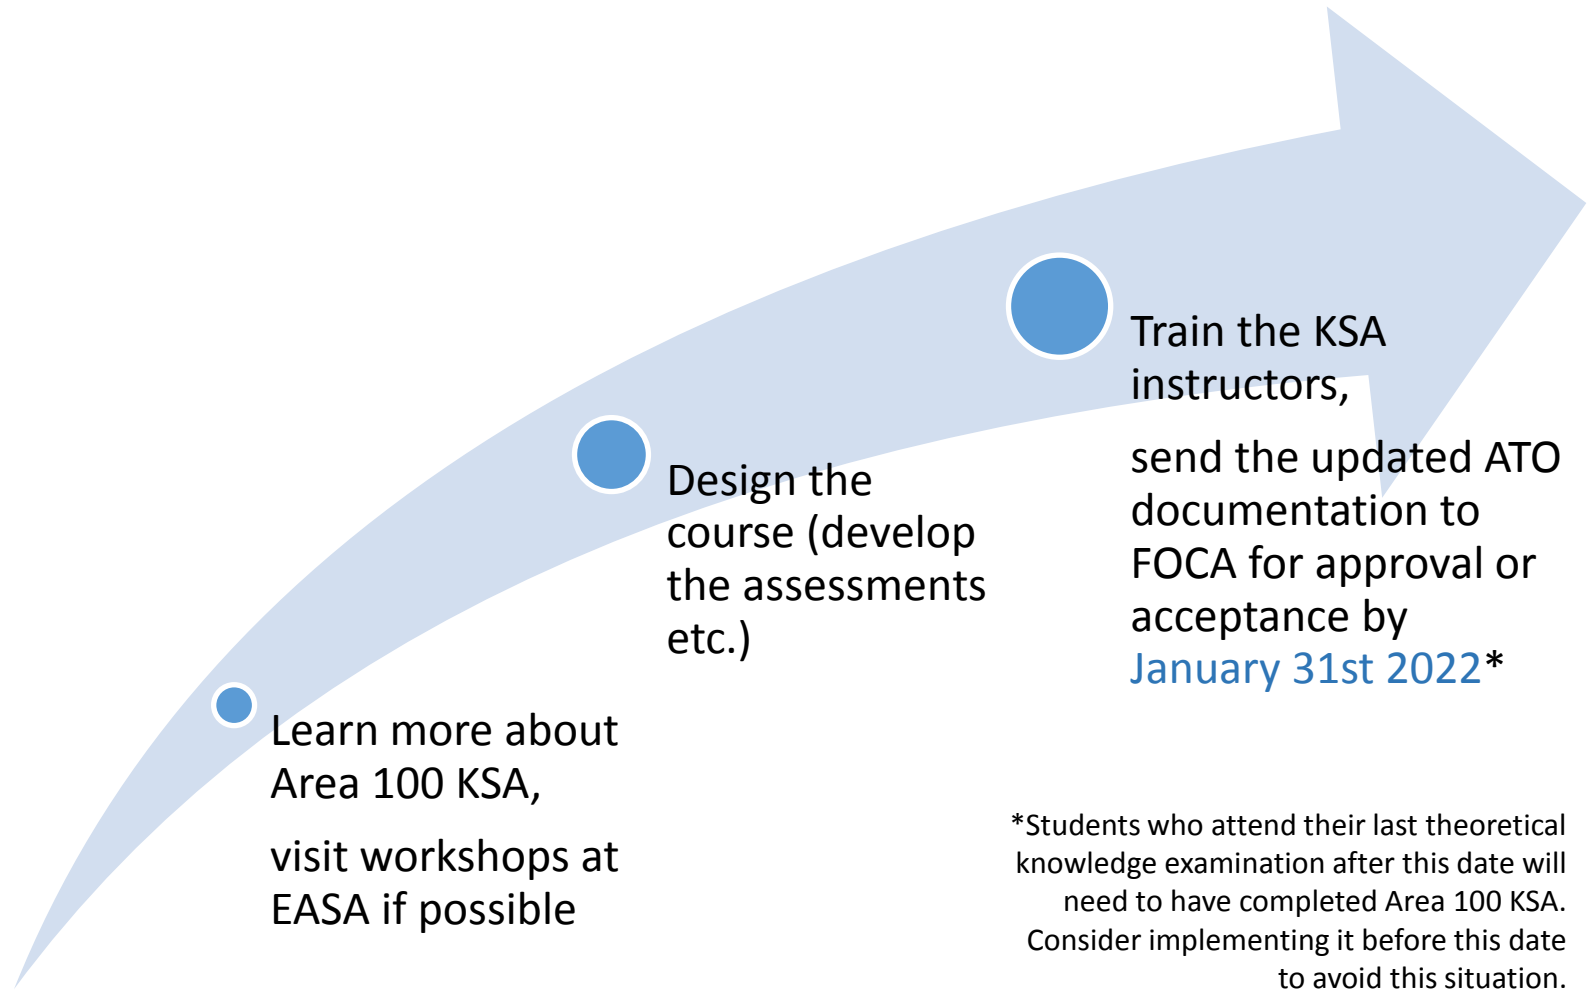 Learn more about
Area 100 KSA,
visit workshops at
EASA if possible
Design the
course (develop
the assessments
etc.)
Train the KSA
instructors,
send the updated ATO
documentation to
FOCA for approval or
acceptance by
January 31st 2022*
*Students who attend their last theoretical
knowledge examination after this date will
need to have completed Area 100 KSA.
Consider implementing it before this date
to avoid this situation.